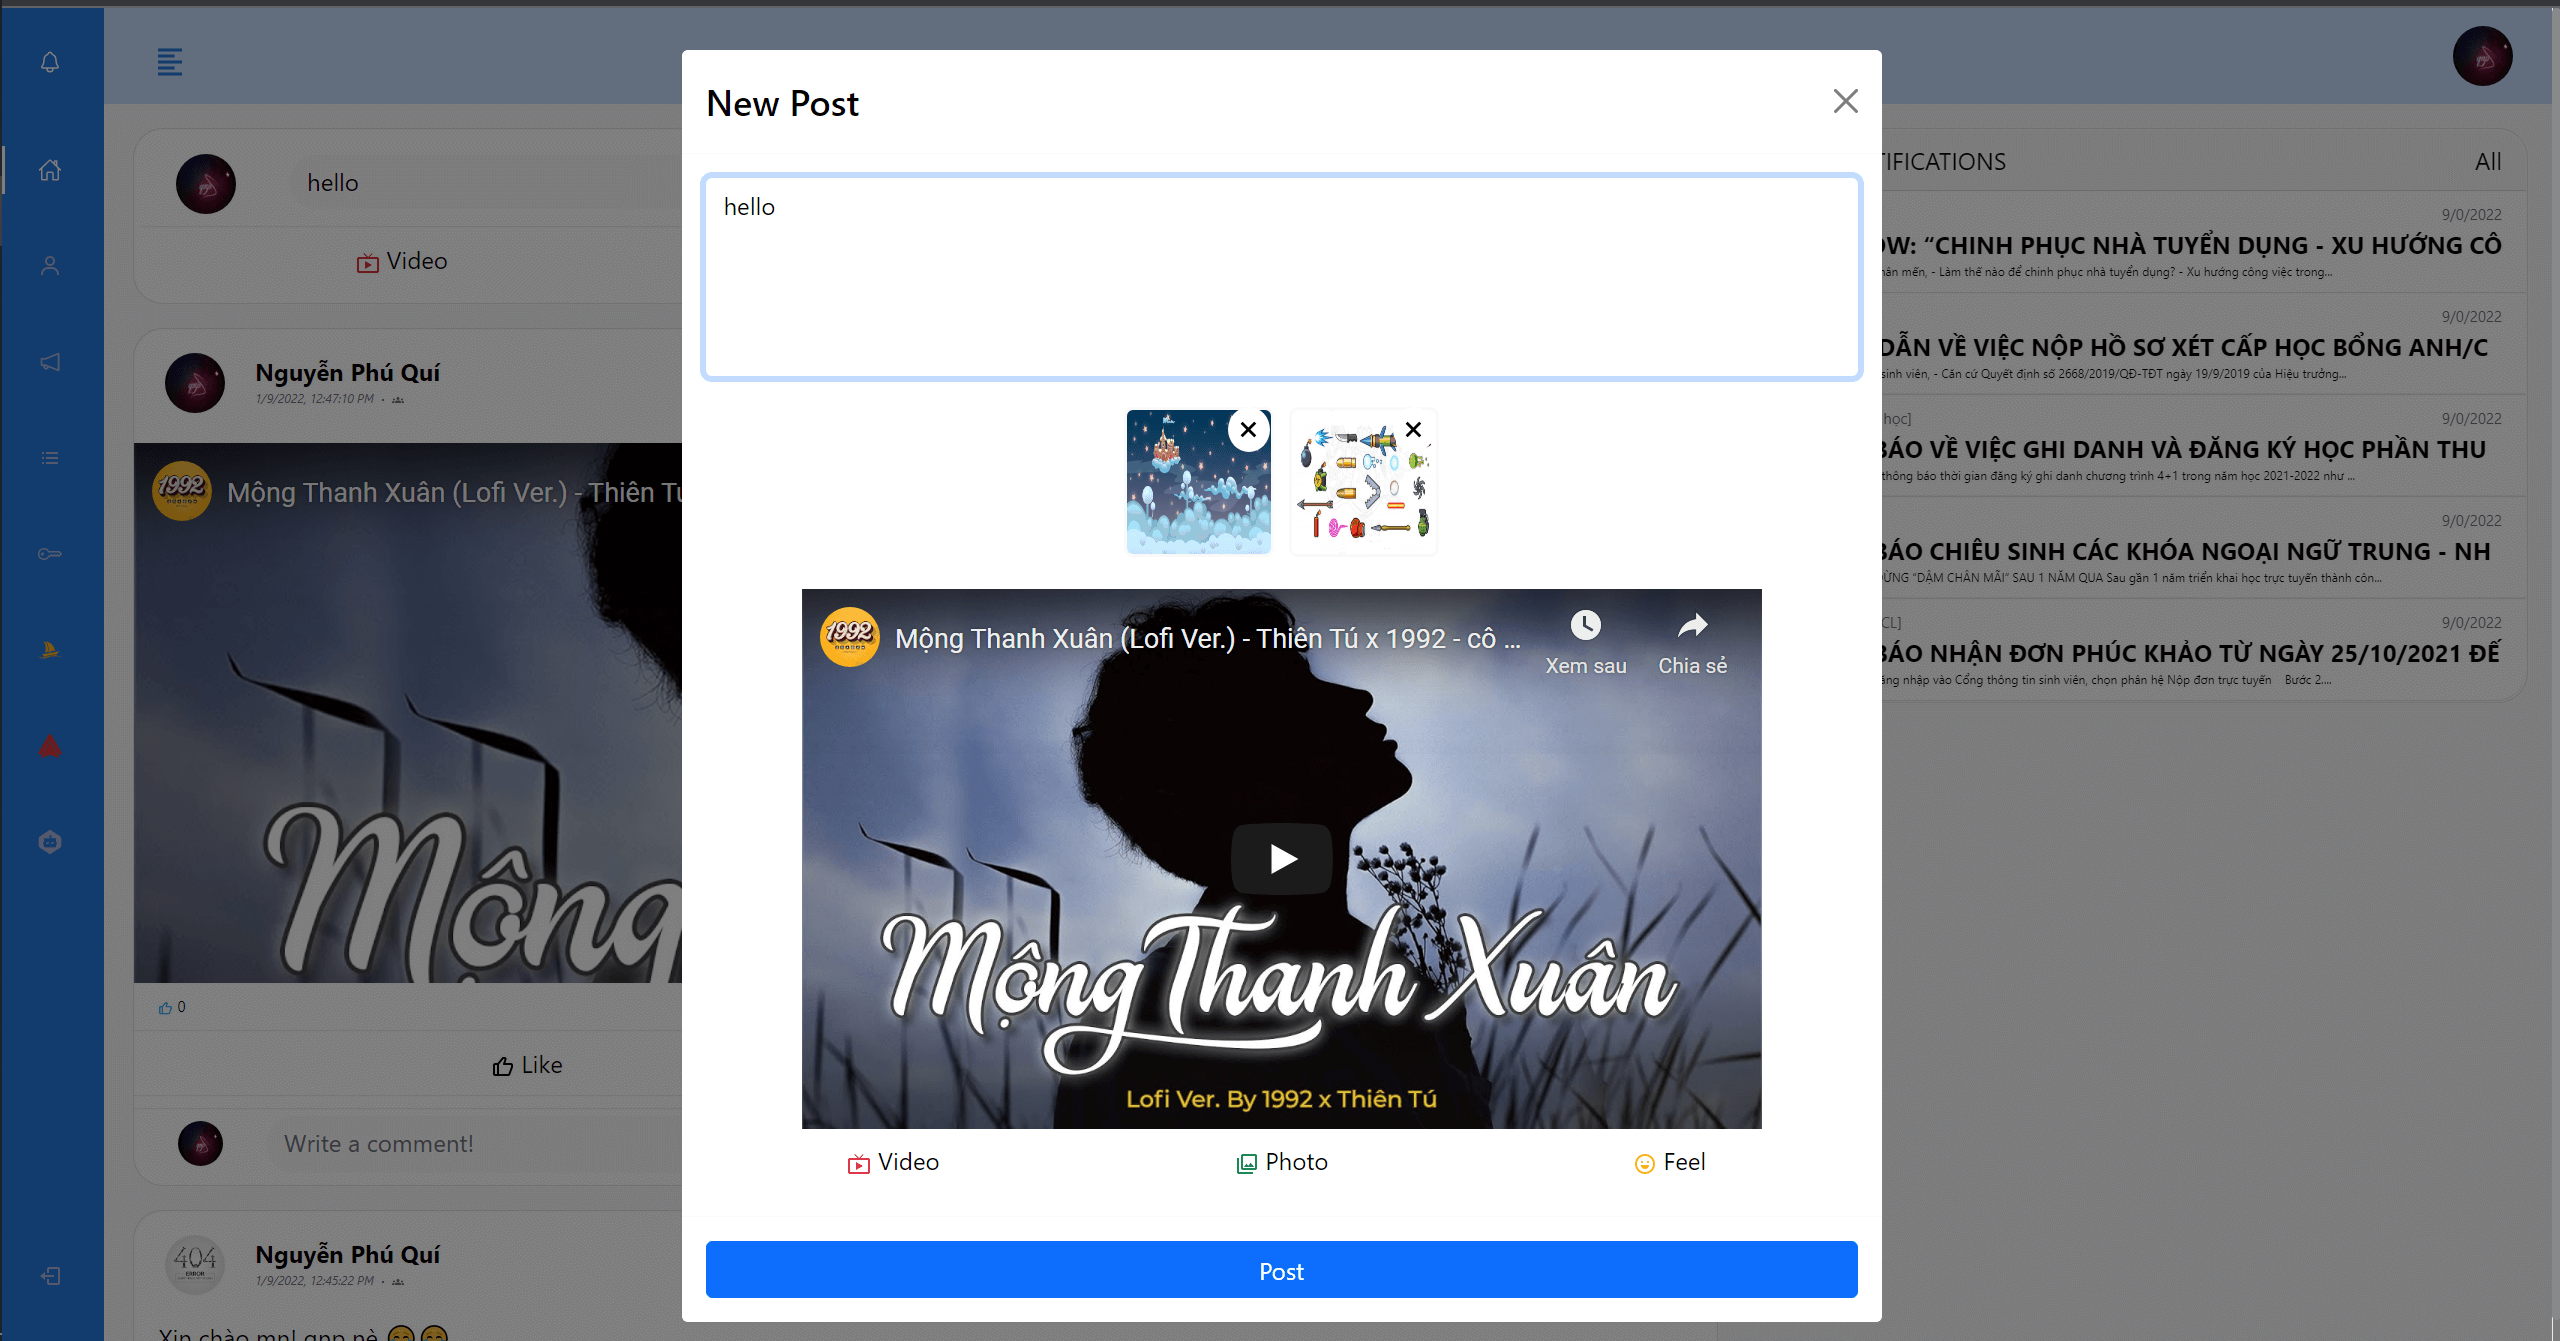 New Post
hello
1992
Mộng Thanh Xuân (Lofi Ver.) - Thiên Tú x 1992 - cô ...
Xem sau
Chia sẻ
Mộng Thanh Xuân
Lofi Ver. By 1992 x Thiên Tú
Video
Photo
Feel
Post
hello
Video
Nguyễn Phú Quí
1/9/2022, 12:47:10 PM
1992
Mộng Thanh Xuân (Lofi Ver.) - Thiên Tú
Mộng
0
Like
Write a comment!
404
ERROR
Nguyễn Phú Quí
1/9/2022, 12:45:22 PM
Xin chào mn! qnp nè
TIFICATIONS
All
9/0/2022
OW: “CHINH PHỤC NHÀ TUYỂN DỤNG - XU HƯỚNG CÔ
hân mến, - Làm thế nào để chinh phục nhà tuyển dụng? - Xu hướng công việc trong...
9/0/2022
DẪN VỀ VIỆC NỘP HỒ SƠ XÉT CẤP HỌC BỔNG ANH/C
sinh viên, - Căn cứ Quyết định số 2668/2019/QĐ-TĐT ngày 19/9/2019 của Hiệu trưởng...
học]
9/0/2022
BÁO VỀ VIỆC GHI DANH VÀ ĐĂNG KÝ HỌC PHẦN THU
thông báo thời gian đăng ký ghi danh chương trình 4+1 trong năm học 2021-2022 như ...
9/0/2022
BÁO CHIÊU SINH CÁC KHÓA NGOẠI NGỮ TRUNG - NH
ĐỪNG “DẬM CHÂN MÃI” SAU 1 NĂM QUA Sau gần 1 năm triển khai học trực tuyến thành côn...
CL]
9/0/2022
BÁO NHẬN ĐƠN PHÚC KHẢO TỪ NGÀY 25/10/2021 ĐẾ
ăng nhập vào Cổng thông tin sinh viên, chọn phân hệ Nộp đơn trực tuyến Bước 2....